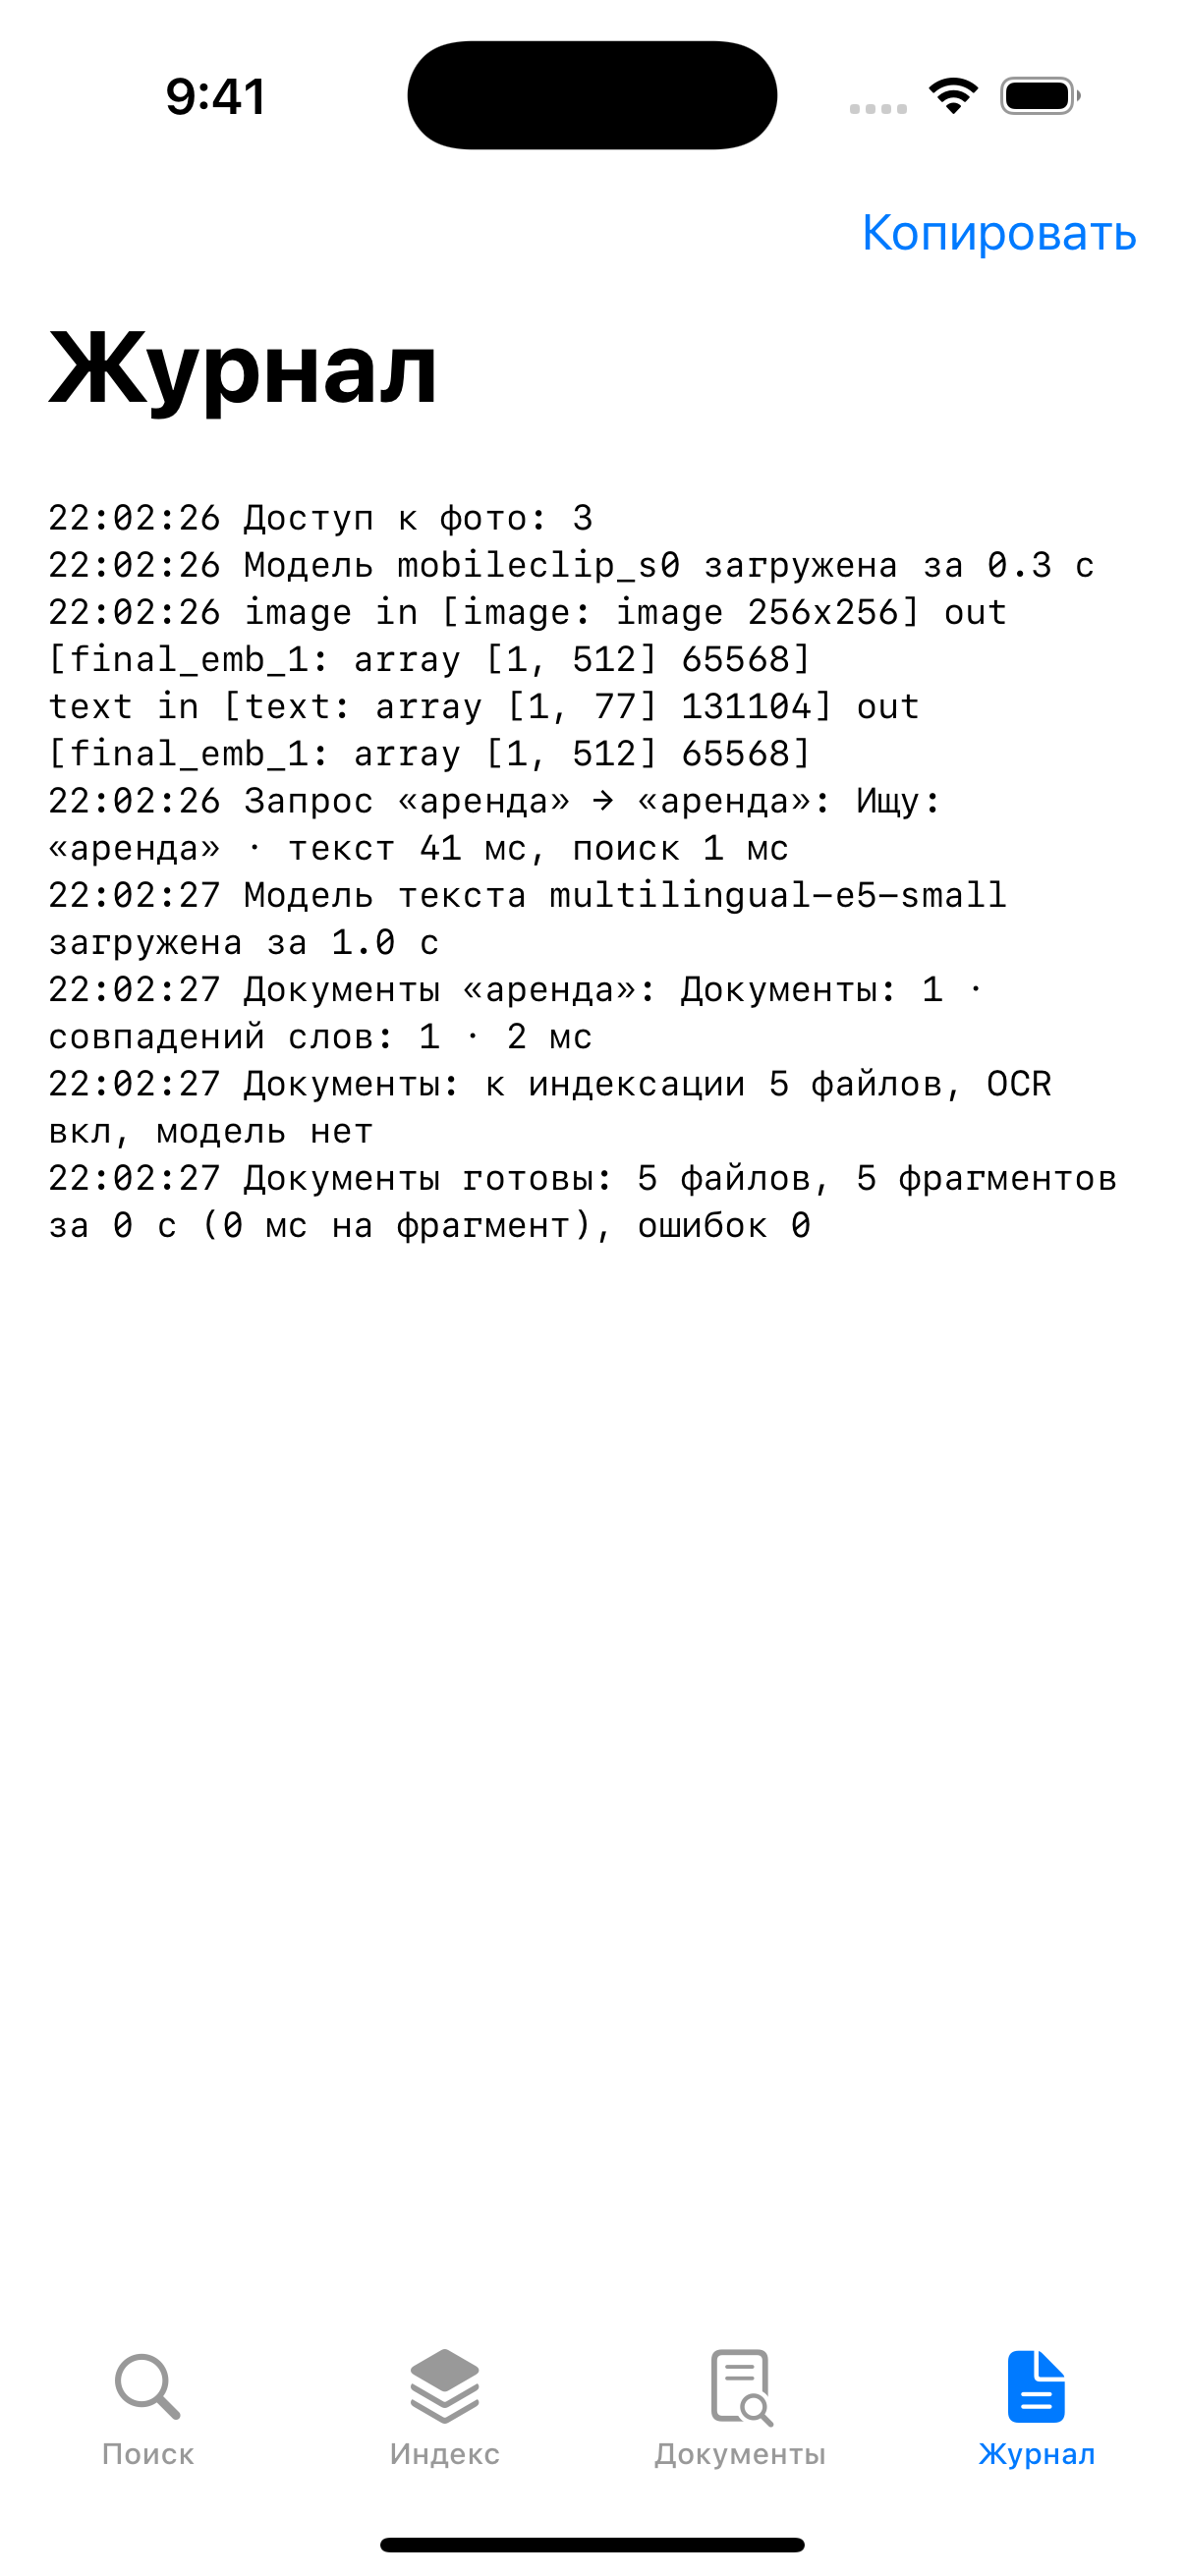 9:41
Копировать
Журнал
22:02:26 Доступ к фото: 3
22:02:26 Модель mobileclip_s0 загружена за 0.3 с
22:02:26 image in [image: image 256x256] out
[final_emb_1: array [1, 512] 65568]
text in [text: array [1, 77] 131104] out
[final_emb_1: array [1, 512] 65568]
22:02:26 Запрос «аренда» → «аренда»: Ищу:
«аренда» · текст 41 мс, поиск 1 мс
22:02:27 Модель текста multilingual-e5-small
загружена за 1.0 с
22:02:27 Документы «аренда»: Документы: 1 ·
совпадений слов: 1 · 2 мс
22:02:27 Документы: к индексации 5 файлов, OCR
вкл, модель нет
22:02:27 Документы готовы: 5 файлов, 5 фрагментов
за 0 с (0 мс на фрагмент), ошибок 0
Поиск
Индекс
Документы
Журнал